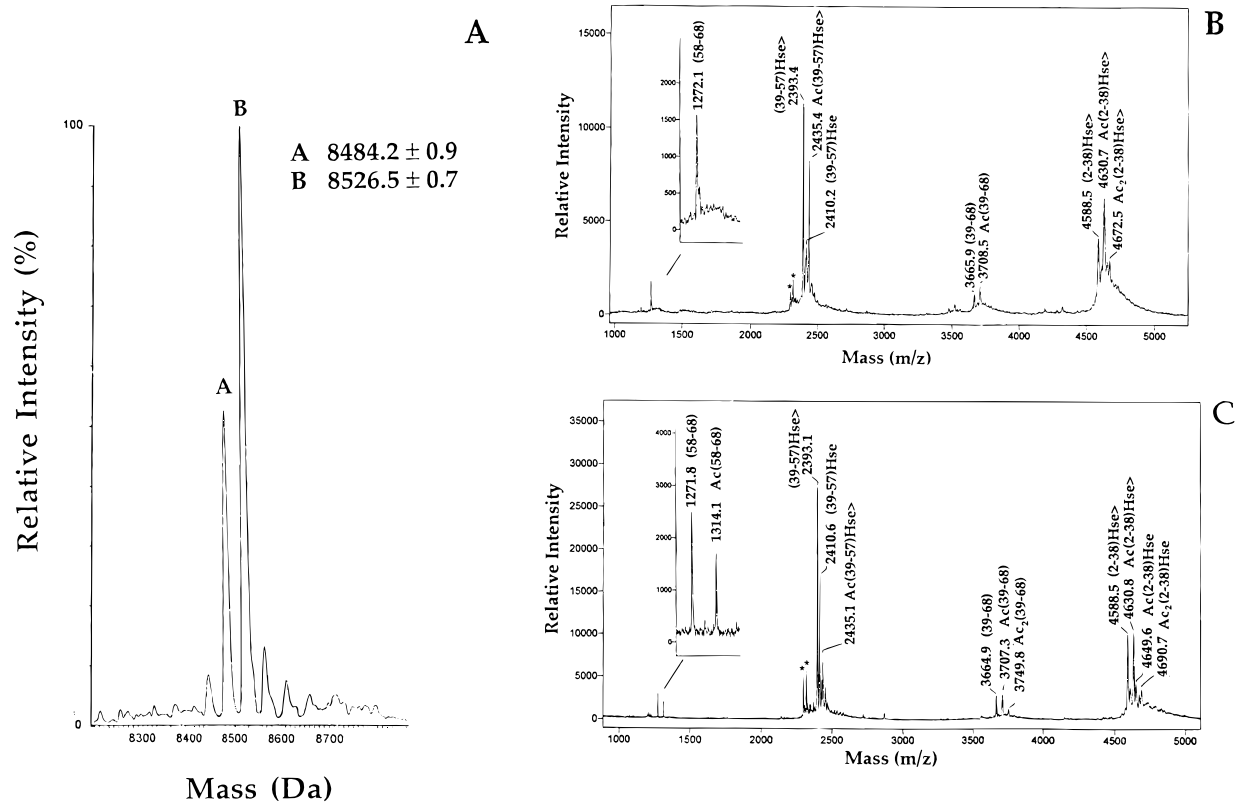 A
B
100
A 8484.2 ± 0.9
B 8526.5 ± 0.7
A
Relative Intensity (%)
0
8300 8400 8500 8600 8700
Mass (Da)
B
15000
10000
5000
0
Relative Intensity
2000
1500
1000
500
0
1272.1 (58-68)
(39-57)Hse>
2393.4
2435.4 Ac(39-57)Hse>
2410.2 (39-57)Hse
* *
3665.9 (39-68)
3708.5 Ac(39-68)
4588.5 (2-38)Hse>
4630.7 Ac(2-38)Hse>
4672.5 Ac2(2-38)Hse>
1000 1500 2000 2500 3000 3500 4000 4500 5000
Mass (m/z)
C
35000
30000
25000
20000
15000
10000
5000
0
Relative Intensity
4000
3000
2000
1000
0
1271.8 (58-68)
1314.1 Ac(58-68)
(39-57)Hse>
2393.1
2410.6 (39-57)Hse
2435.1 Ac(39-57)Hse>
* *
3664.9 (39-68)
3707.3 Ac(39-68)
3749.8 Ac2(39-68)
4588.5 (2-38)Hse>
4630.8 Ac(2-38)Hse>
4649.6 Ac(2-38)Hse
4690.7 Ac2(2-38)Hse
1000 1500 2000 2500 3000 3500 4000 4500 5000
Mass (m/z)